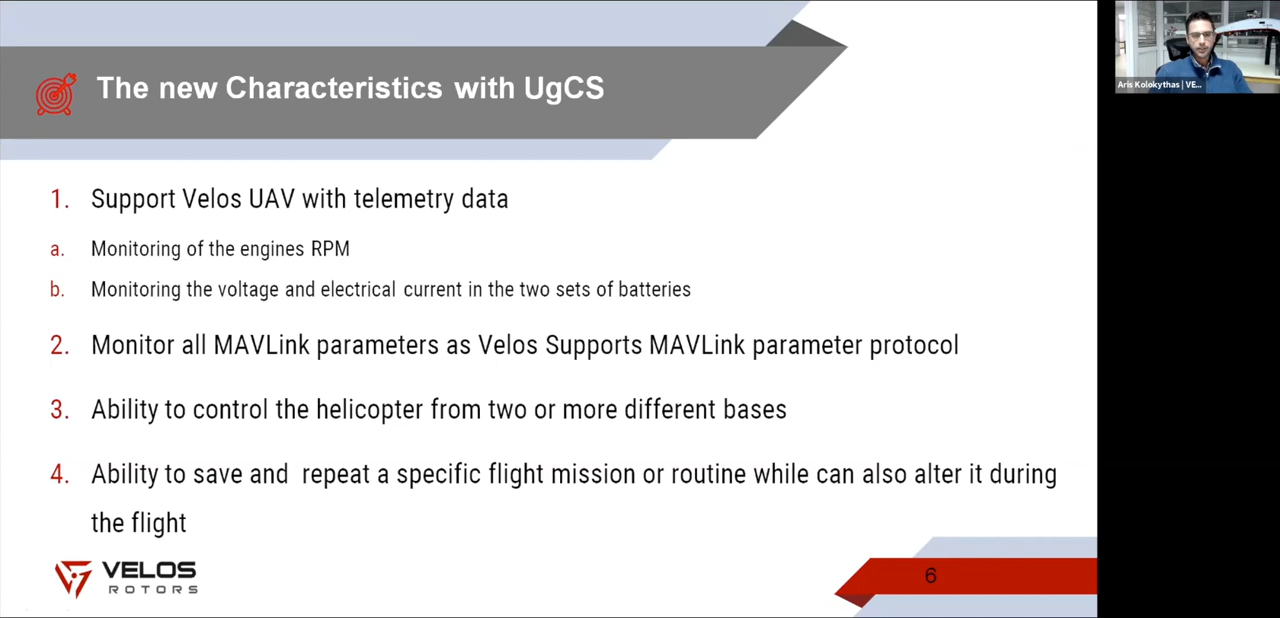 The new Characteristics with UgCS
Aris Kolokythas | VE...
1. Support Velos UAV with telemetry data
a. Monitoring of the engines RPM
b. Monitoring the voltage and electrical current in the two sets of batteries
2. Monitor all MAVLink parameters as Velos Supports MAVLink parameter protocol
3. Ability to control the helicopter from two or more different bases
4. Ability to save and repeat a specific flight mission or routine while can also alter it during
the flight
VELOS
ROTORS
6